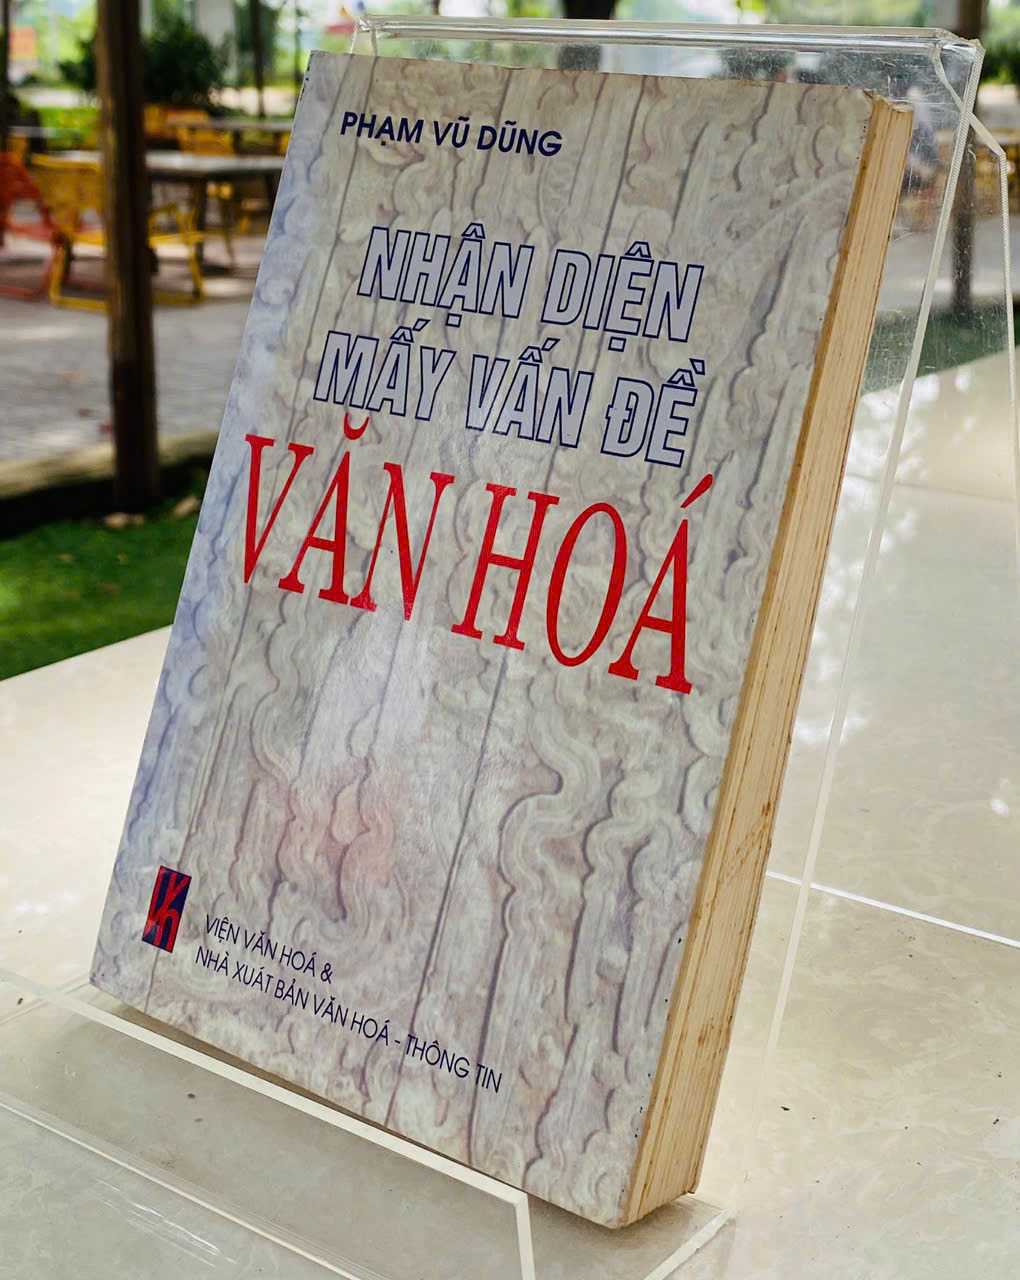 PHẠM VŨ DŨNG
NHẬN DIỆN
MẤY VẤN ĐỀ
VĂN HOÁ
VIỆN VĂN HOÁ &
NHÀ XUÁT BẢN VĂN HOÁ - THÔNG TIN